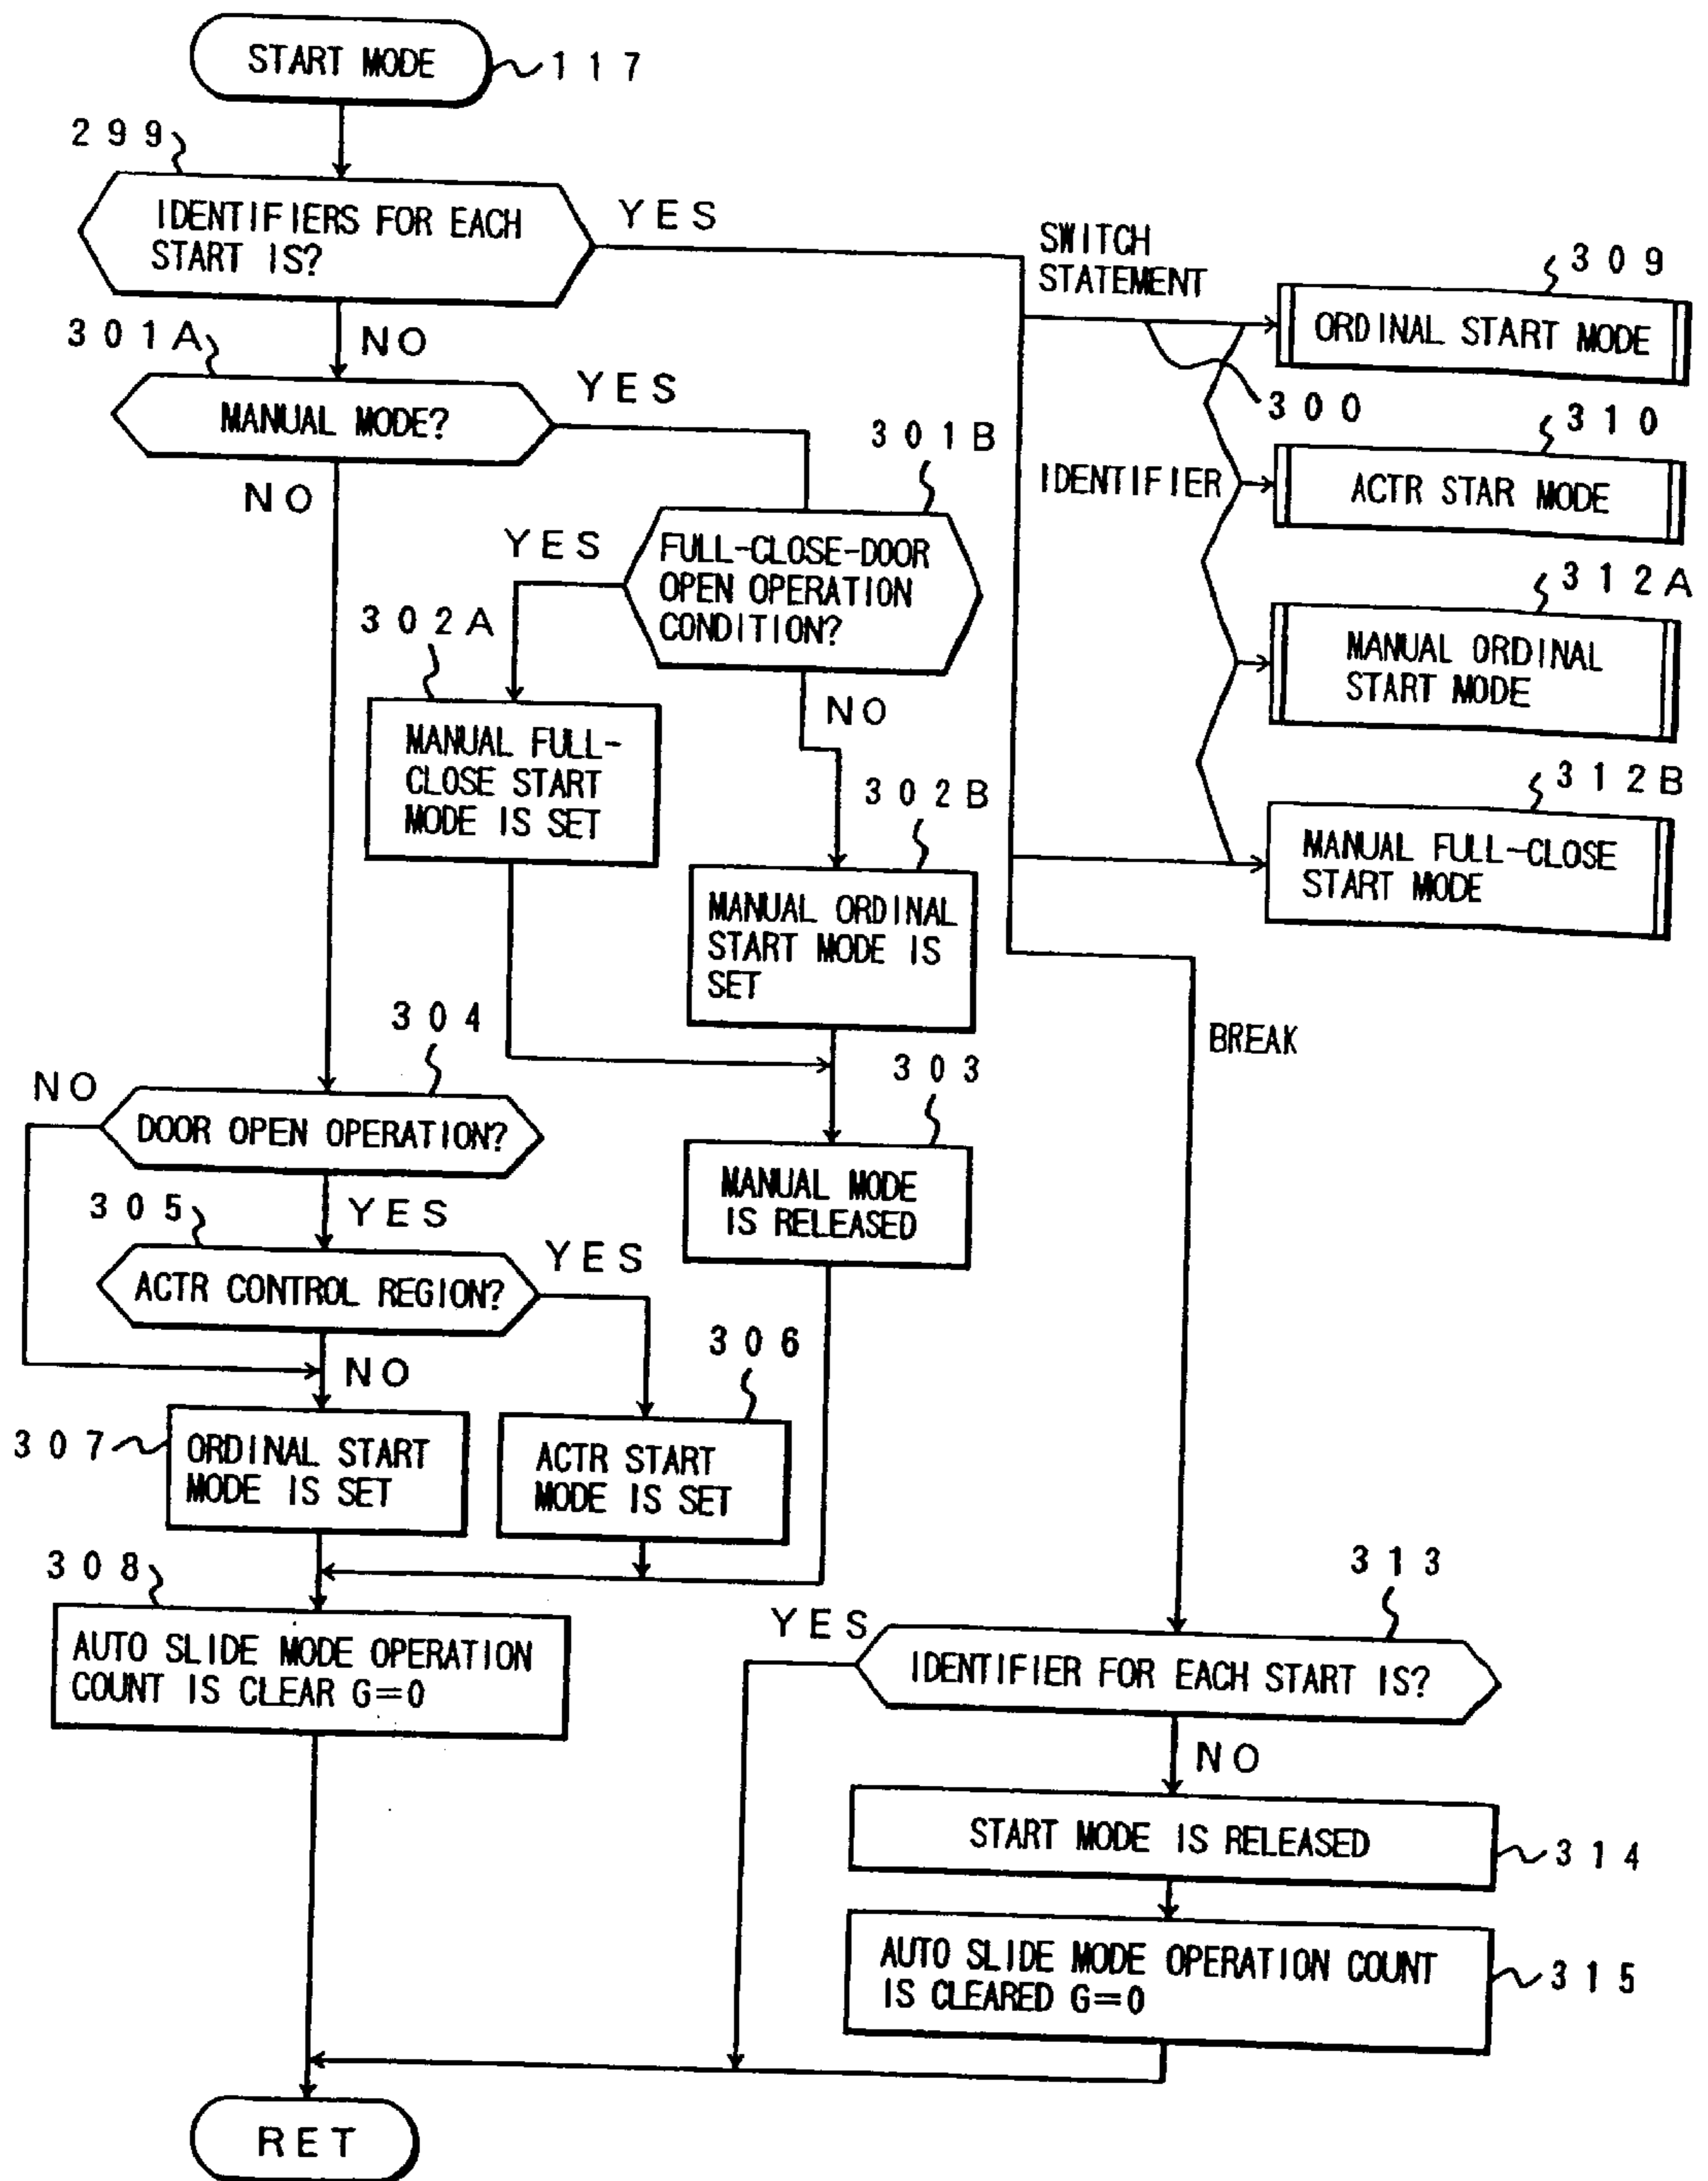 START MODE
117
299
IDENTIFIERS FOR EACH
START IS?
YES
NO
SWITCH
STATEMENT
309
ORDINAL START MODE
300
301A
MANUAL MODE?
YES
NO
301B
310
IDENTIFIER
ACTR STAR MODE
FULL-CLOSE-DOOR
OPEN OPERATION
CONDITION?
YES
NO
302A
312A
MANUAL ORDINAL
START MODE
MANUAL FULL-
CLOSE START
MODE IS SET
302B
312B
MANUAL FULL-CLOSE
START MODE
MANUAL ORDINAL
START MODE IS
SET
BREAK
304
303
NO
DOOR OPEN OPERATION?
YES
MANUAL MODE
IS RELEASED
305
ACTR CONTROL REGION?
YES
NO
306
307
ORDINAL START
MODE IS SET
ACTR START
MODE IS SET
308
AUTO SLIDE MODE OPERATION
COUNT IS CLEAR G=0
313
YES
IDENTIFIER FOR EACH START IS?
NO
START MODE IS RELEASED
314
AUTO SLIDE MODE OPERATION COUNT
IS CLEARED G=0
315
RET